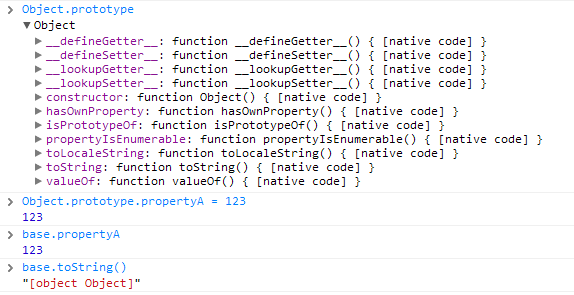 Object.prototype
Object
__defineGetter__: function __defineGetter__() { [native code] }
__defineSetter__: function __defineSetter__() { [native code] }
__lookupGetter__: function __lookupGetter__() { [native code] }
__lookupSetter__: function __lookupSetter__() { [native code] }
constructor: function Object() { [native code] }
hasOwnProperty: function hasOwnProperty() { [native code] }
isPrototypeOf: function isPrototypeOf() { [native code] }
propertyIsEnumerable: function propertyIsEnumerable() { [native code] }
toLocaleString: function toLocaleString() { [native code] }
toString: function toString() { [native code] }
valueOf: function valueOf() { [native code] }
Object.prototype.propertyA = 123
123
base.propertyA
123
base.toString()
"[object Object]"